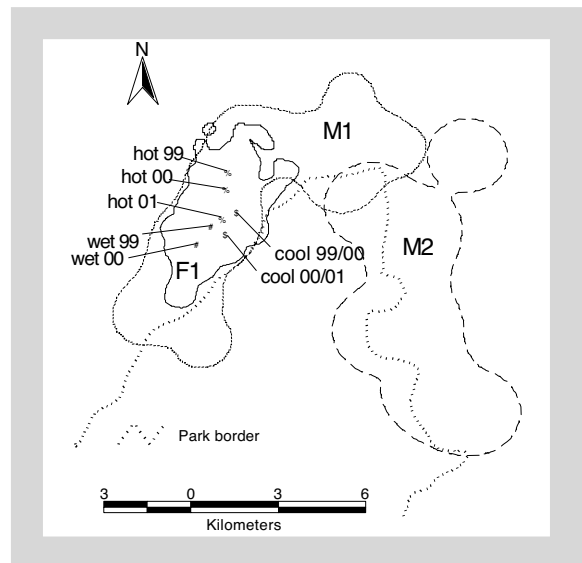 N
M1
hot 99
hot 00
hot 01
wet 99
wet 00
F1
cool 99/00
cool 00/01
M2
Park border
3 0 3 6
Kilometers